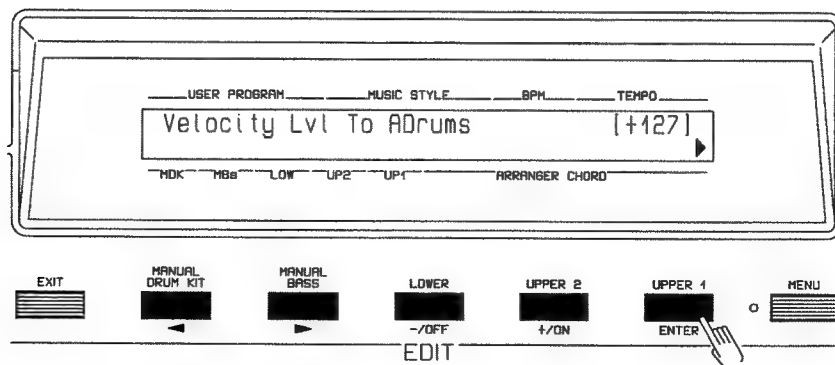 USER PROGRAM MUSIC STYLE BPM TEMPO
Velocity Lvl To ADrums [+127]
MDK MBs LOW UP2 UP1 ARRANGER CHORD
EXIT MANUAL DRUM KIT MANUAL BASS LOWER UPPER 2 UPPER 1 MENU
-/OFF +/ON ENTER
EDIT